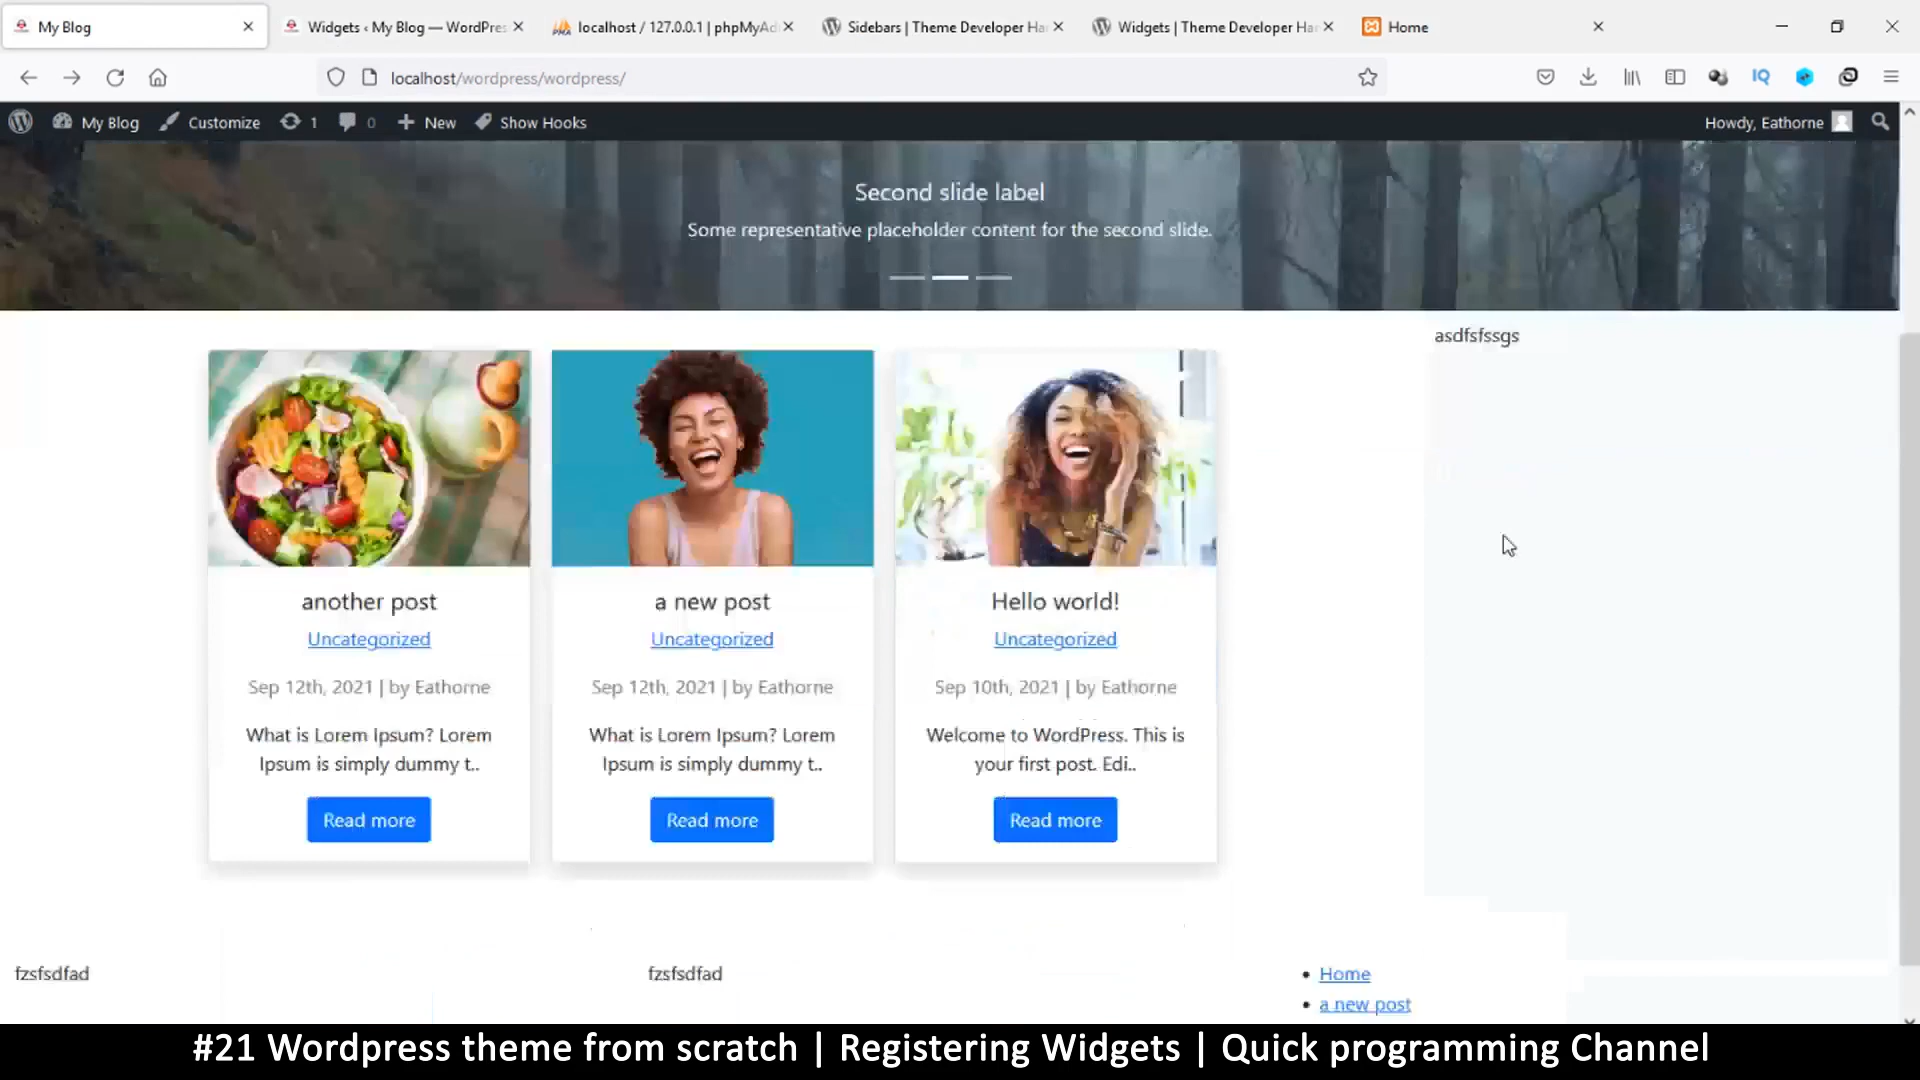 My Blog
Widgets ‹ My Blog — WordPres
localhost / 127.0.0.1 | phpMyAd
Sidebars | Theme Developer Ha
Widgets | Theme Developer Ha
Home
localhost/wordpress/wordpress/
IQ
My Blog
Customize
1
0
New
Show Hooks
Howdy, Eathorne
Second slide label
Some representative placeholder content for the second slide.
asdfsfssgs
another post
Uncategorized
Sep 12th, 2021 | by Eathorne
What is Lorem Ipsum? Lorem
Ipsum is simply dummy t..
Read more
a new post
Uncategorized
Sep 12th, 2021 | by Eathorne
What is Lorem Ipsum? Lorem
Ipsum is simply dummy t..
Read more
Hello world!
Uncategorized
Sep 10th, 2021 | by Eathorne
Welcome to WordPress. This is
your first post. Edi..
Read more
fzsfsdfad
fzsfsdfad
Home
a new post
#21 Wordpress theme from scratch | Registering Widgets | Quick programming Channel